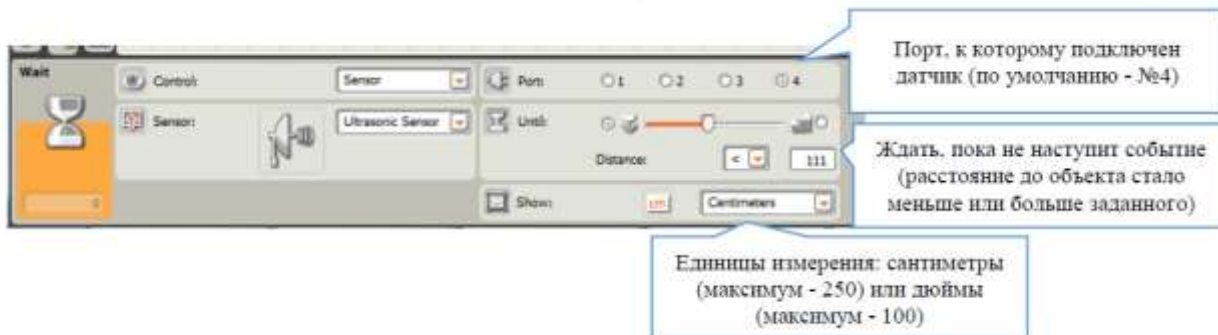 Wait
Control:
Sensor
Port:
1
2
3
4
Порт, к которому подключен
датчик (по умолчанию - №4)
Sensor:
Ultrasonic Sensor
Until:
Distance:
<
111
Ждать, пока не наступит событие
(расстояние до объекта стало
меньше или больше заданного)
0
Show:
cm
Centimeters
Единицы измерения: сантиметры
(максимум - 250) или дюймы
(максимум - 100)